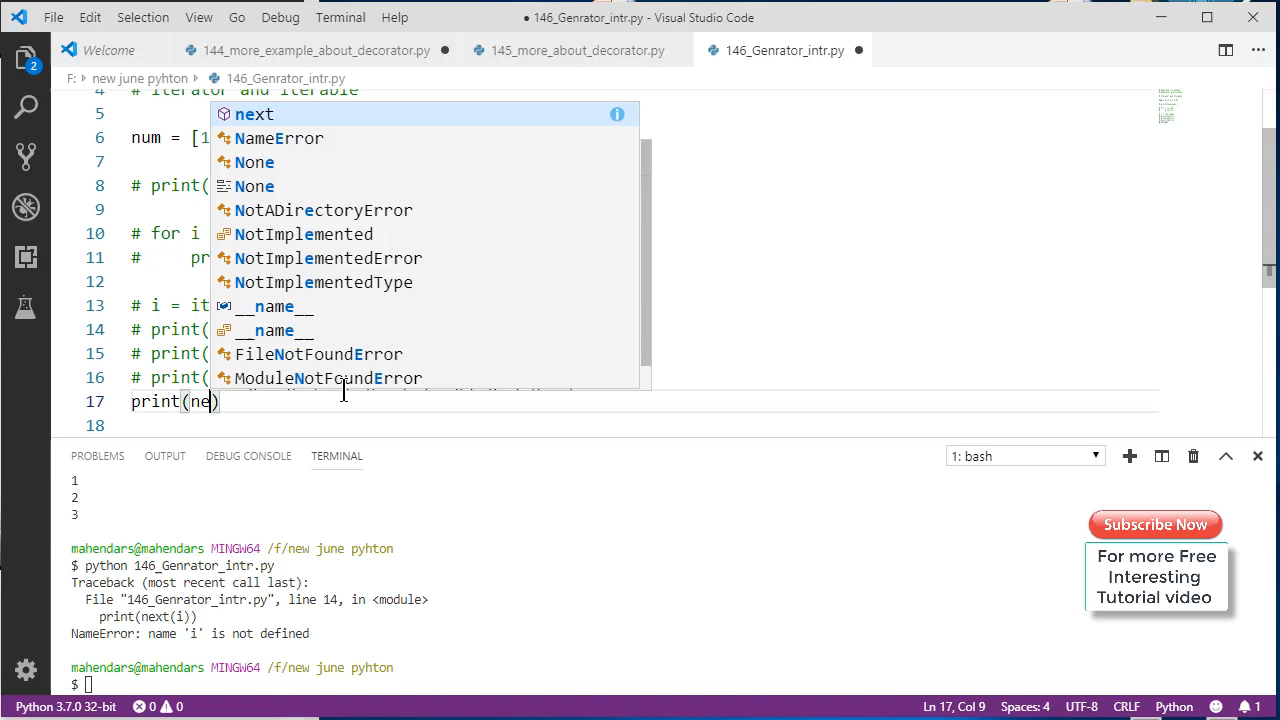 File Edit Selection View Go Debug Terminal Help ● 146_Genrator_intr.py - Visual Studio Code
Welcome 144_more_example_about_decorator.py 145_more_about_decorator.py 146_Genrator_intr.py
F: new june pyhton 146_Genrator_intr.py
2
4 # iterator and iterable
5
6 num = [1
7
8 # print(
9
10 # for i
11 # pr
12
13 # i = it
14 # print(
15 # print(
16 # print(
17 print(ne)
18
next
NameError
None
None
NotADirectoryError
NotImplemented
NotImplementedError
NotImplementedType
__name__
__name__
FileNotFoundError
ModuleNotFoundError
PROBLEMS OUTPUT DEBUG CONSOLE TERMINAL 1: bash
1
2
3
mahendars@mahendars MINGW64 /f/new june pyhton
$ python 146_Genrator_intr.py
Traceback (most recent call last):
File "146_Genrator_intr.py", line 14, in <module>
print(next(i))
NameError: name 'i' is not defined
mahendars@mahendars MINGW64 /f/new june pyhton
$
Subscribe Now
For more Free
Interesting
Tutorial video
Python 3.7.0 32-bit 0 0 Ln 17, Col 9 Spaces: 4 UTF-8 CRLF Python 1